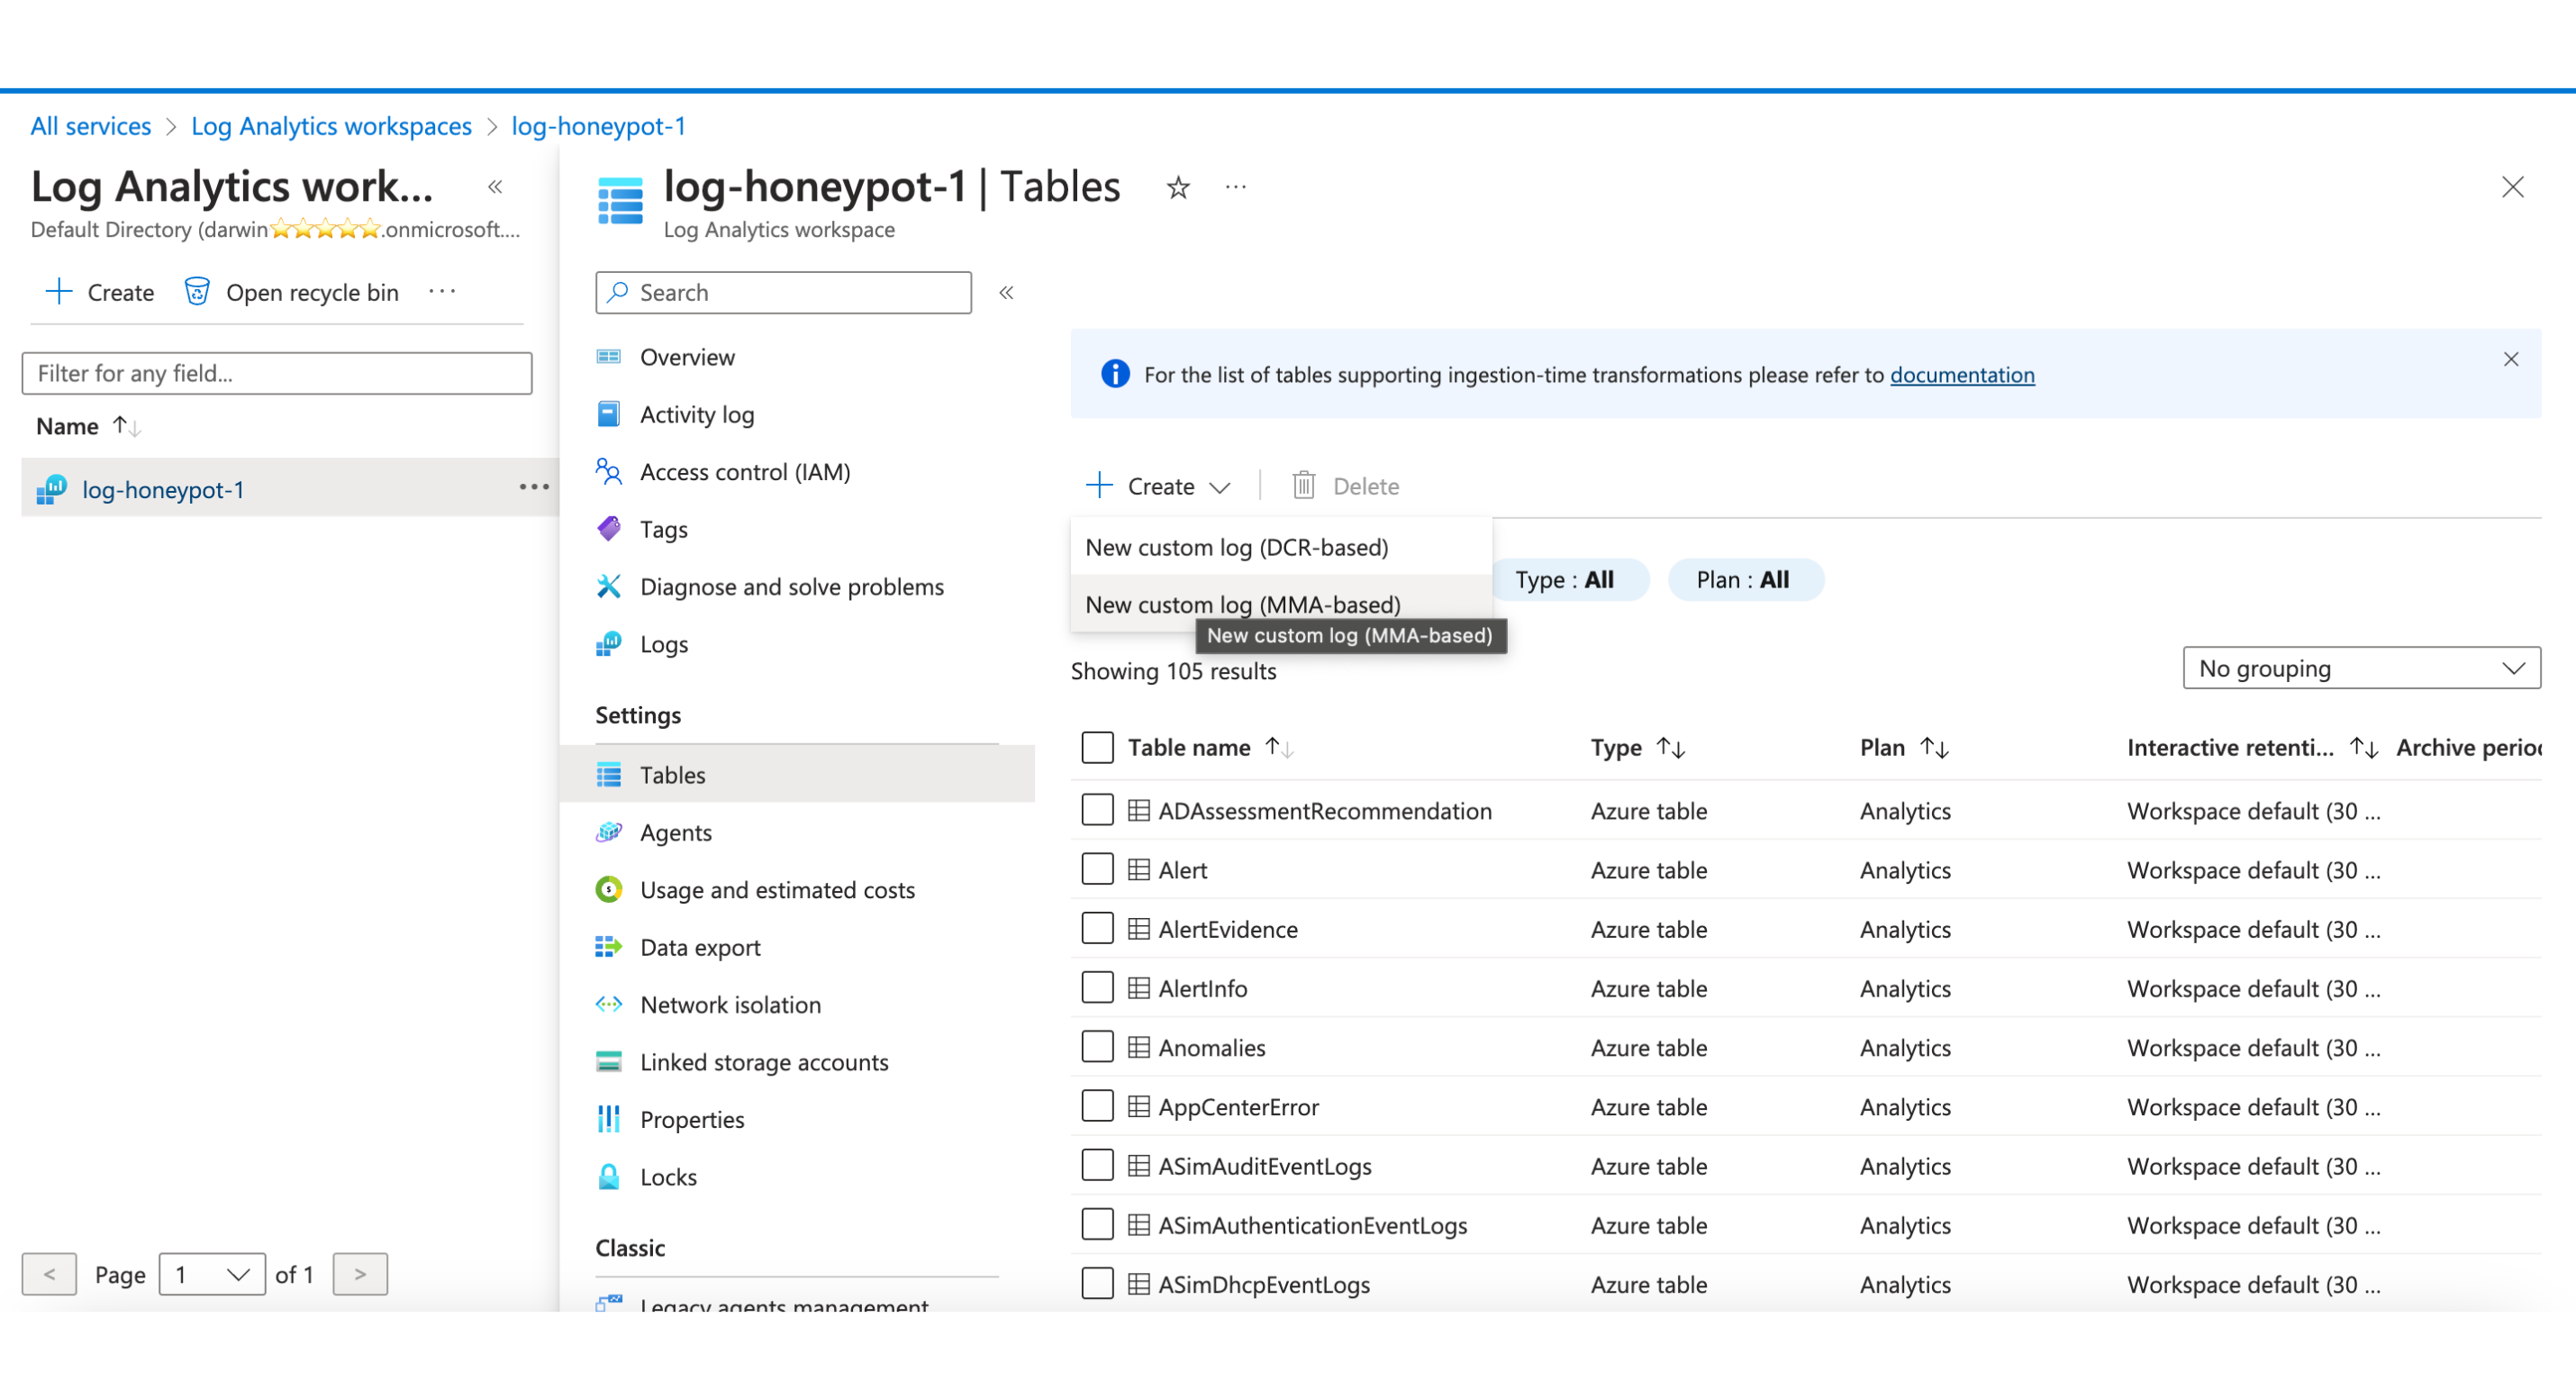 All services > Log Analytics workspaces > log-honeypot-1
Log Analytics work...
Default Directory (darwin⭐⭐⭐⭐⭐.onmicrosoft....
Create Open recycle bin ...
Filter for any field...
Name
log-honeypot-1
Page 1 of 1
log-honeypot-1 | Tables
Log Analytics workspace
Search
Overview
Activity log
Access control (IAM)
Tags
Diagnose and solve problems
Logs
Settings
Tables
Agents
Usage and estimated costs
Data export
Network isolation
Linked storage accounts
Properties
Locks
Classic
Legacy agents management
For the list of tables supporting ingestion-time transformations please refer to documentation
Create Delete
New custom log (DCR-based)
New custom log (MMA-based)
New custom log (MMA-based)
Type : All Plan : All
Showing 105 results
No grouping
Table name Type Plan Interactive retenti... Archive perio
ADAssessmentRecommendation Azure table Analytics Workspace default (30 ...
Alert Azure table Analytics Workspace default (30 ...
AlertEvidence Azure table Analytics Workspace default (30 ...
AlertInfo Azure table Analytics Workspace default (30 ...
Anomalies Azure table Analytics Workspace default (30 ...
AppCenterError Azure table Analytics Workspace default (30 ...
ASimAuditEventLogs Azure table Analytics Workspace default (30 ...
ASimAuthenticationEventLogs Azure table Analytics Workspace default (30 ...
ASimDhcpEventLogs Azure table Analytics Workspace default (30 ...